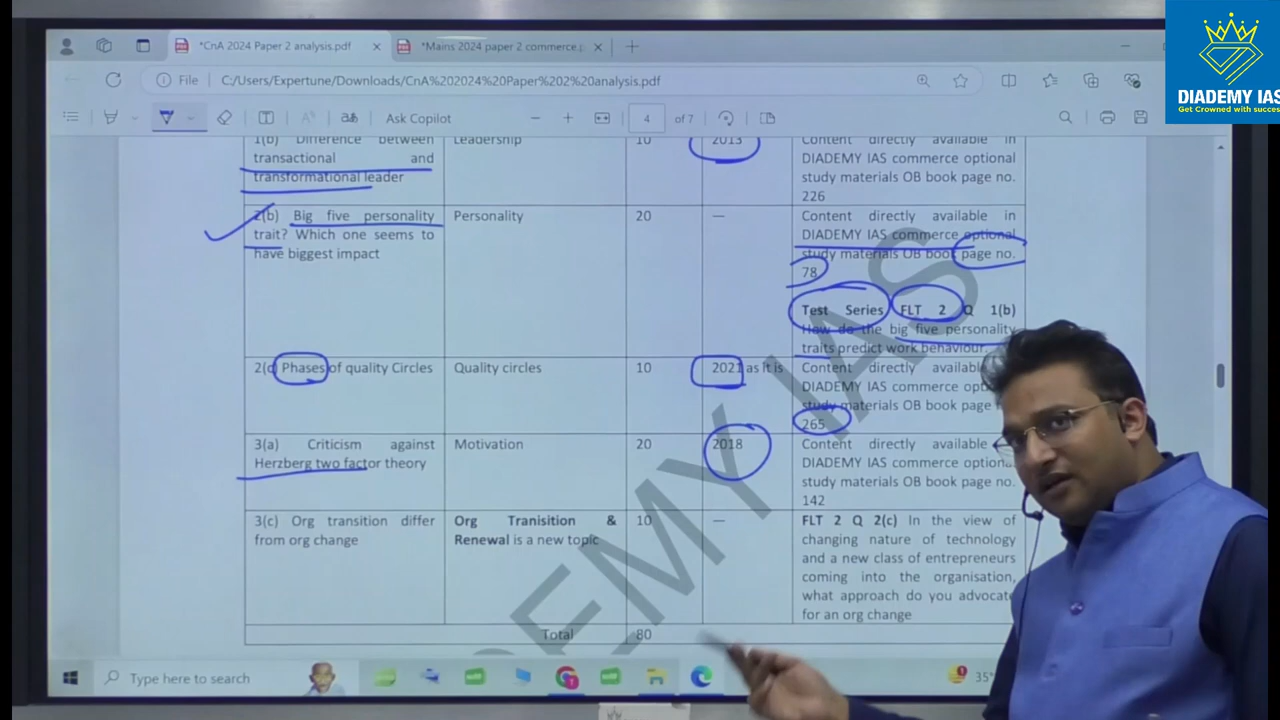 *CnA 2024 Paper 2 analysis.pdf
*Mains 2024 paper 2 commerce.p
File
C:/Users/Expertune/Downloads/CnA%202024%20Paper%202%20analysis.pdf
DIADEMY IAS
Get Crowned with success
Ask Copilot
4
of 7
1(b) Difference between
transactional and
transformational leader
Leadership
10
2013
Content directly available in
DIADEMY IAS commerce optional
study materials OB book page no.
226
2(b) Big five personality
trait? Which one seems to
have biggest impact
Personality
20
—
Content directly available in
DIADEMY IAS commerce optional
study materials OB book page no.
78
Test Series FLT 2 Q 1(b)
How do the big five personality
traits predict work behaviour
2(c) Phases of quality Circles
Quality circles
10
2021 as it is
Content directly available
DIADEMY IAS commerce
study materials OB book page
265
3(a) Criticism against
Herzberg two factor theory
Motivation
20
2018
Content directly available
DIADEMY IAS commerce optional
study materials OB book page no.
142
3(c) Org transition differ
from org change
Org Tranisition &
Renewal is a new topic
10
—
FLT 2 Q 2(c) In the view of
changing nature of technology
and a new class of entrepreneurs
coming into the organisation,
what approach do you advocate
for an org change
Total
80
DEMY IAS
Type here to search
35°